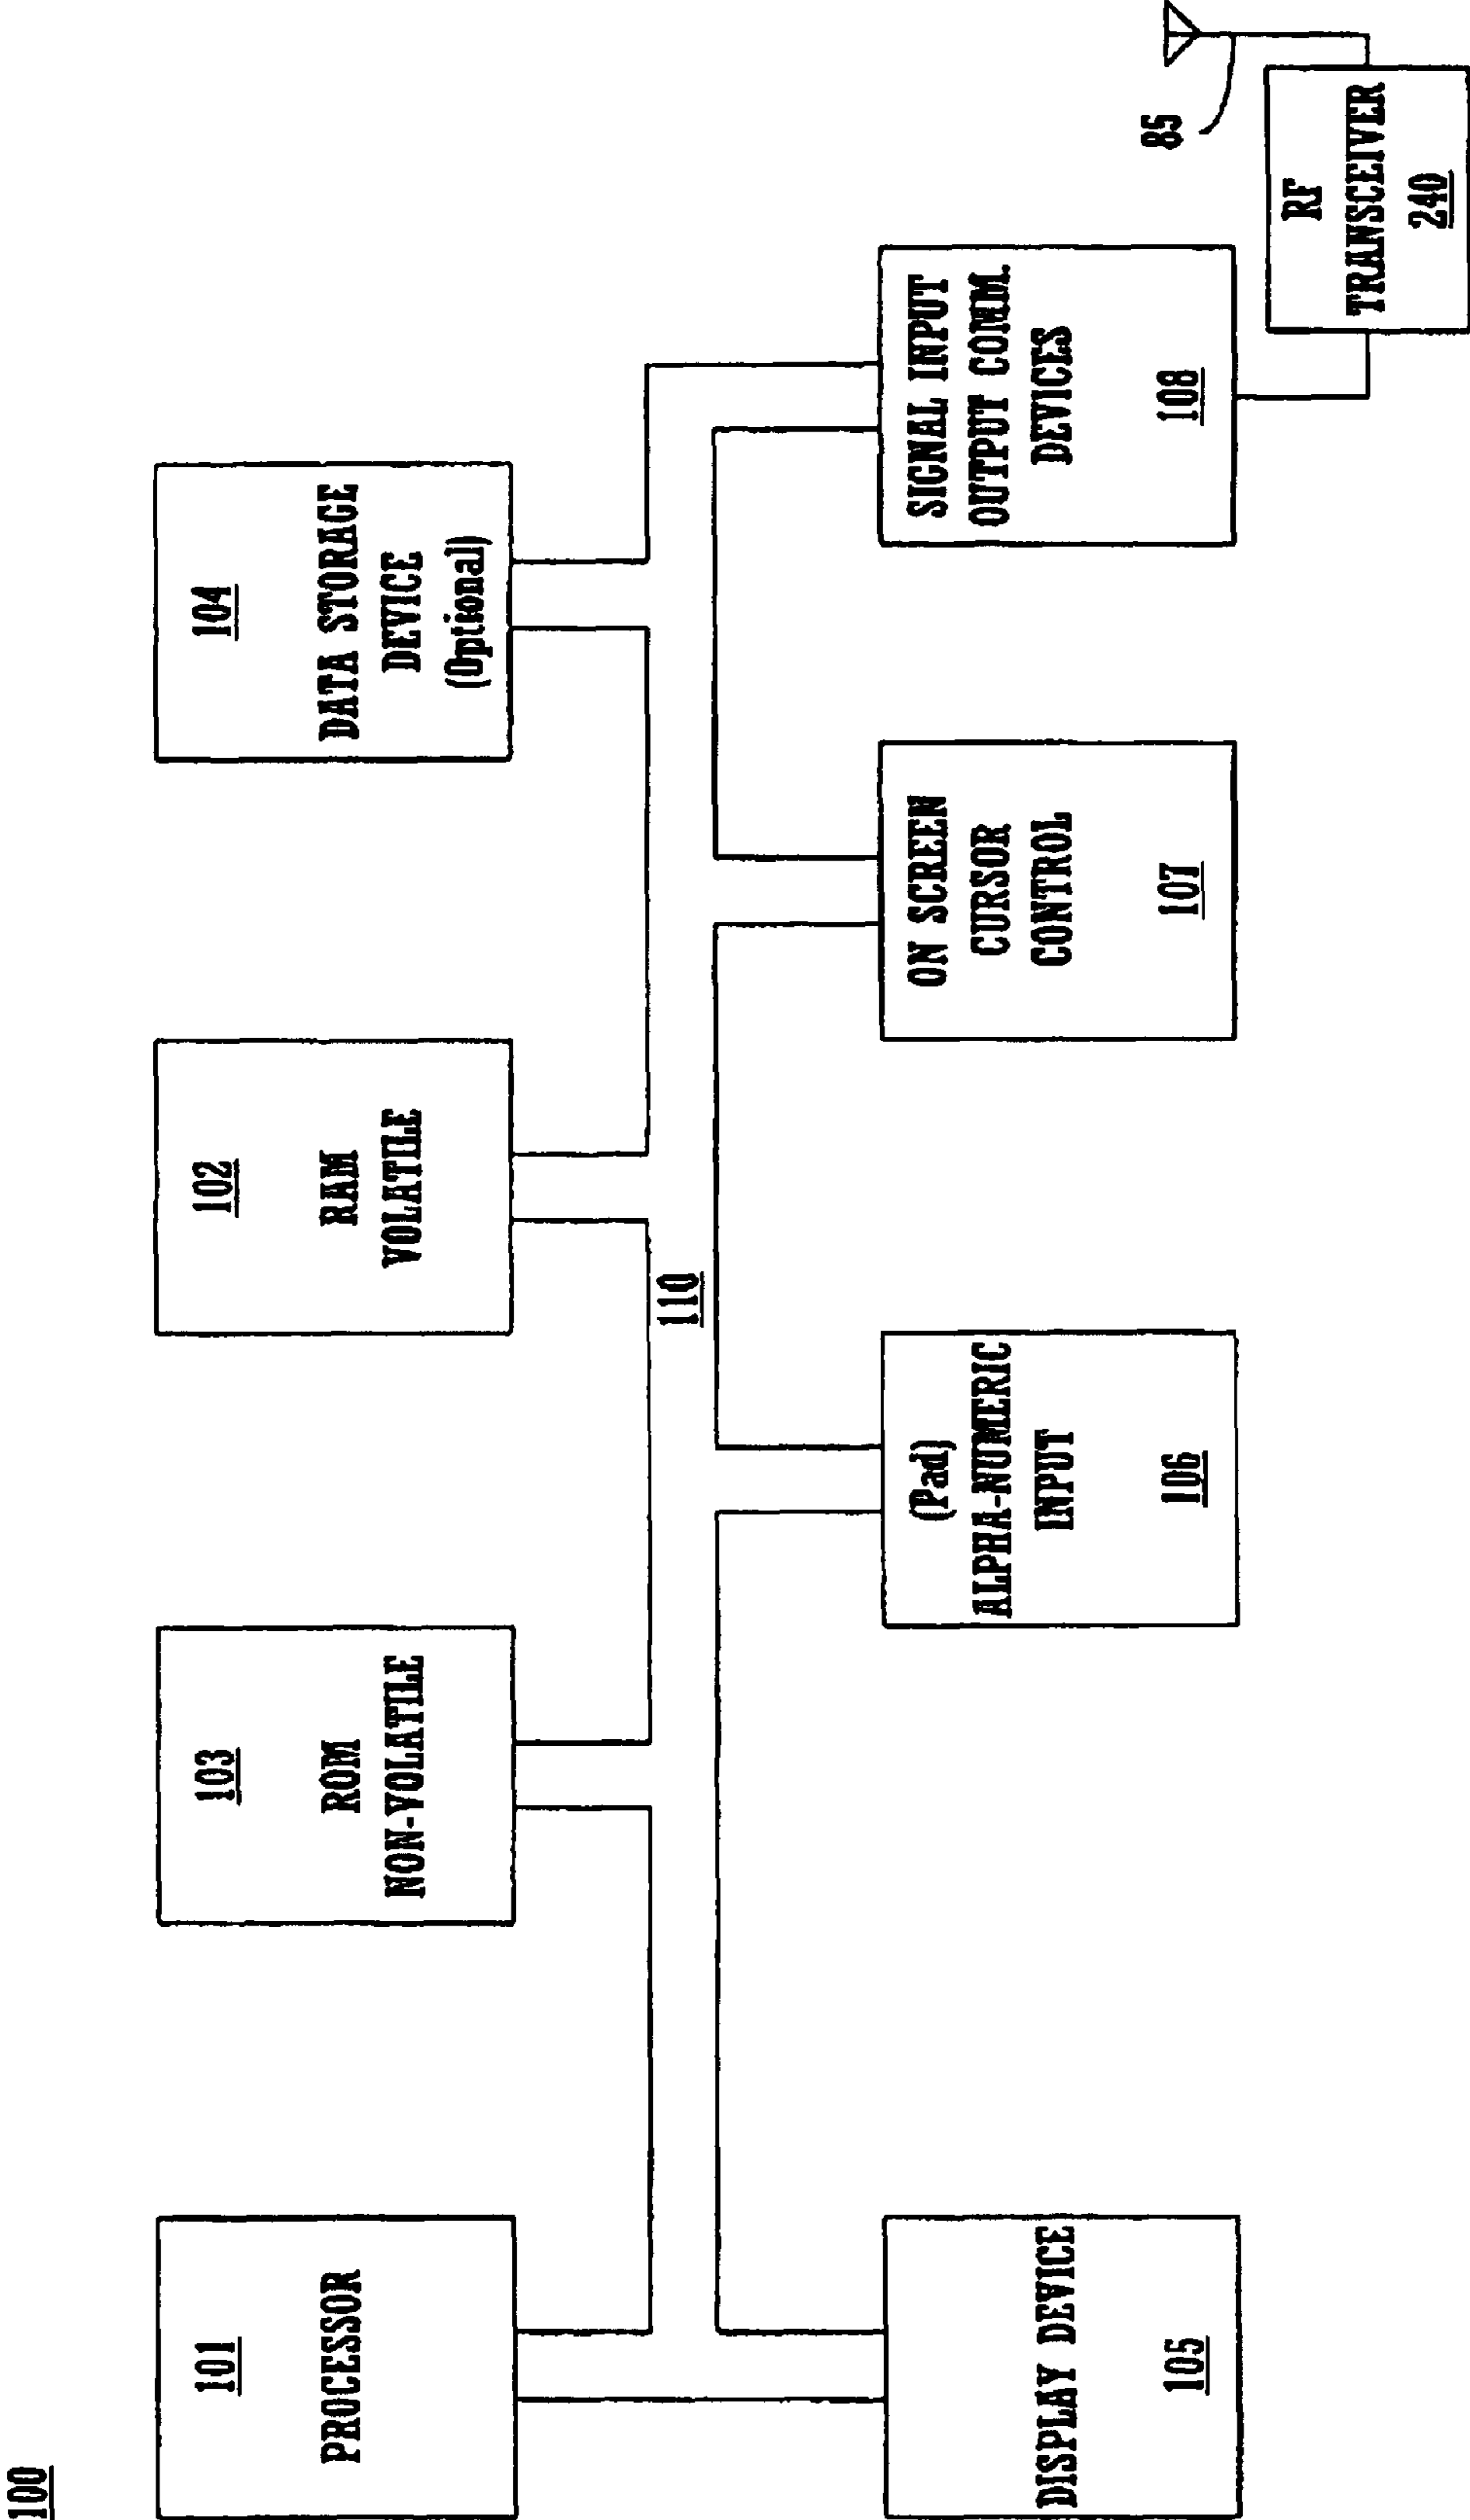 100
101
PROCESSOR
103
ROM
NON-VOLATILE
102
RAM
VOLATILE
104
DATA STORAGE
DEVICE
(Optional)
110
DISPLAY DEVICE
105
(Pad)
ALPHA-NUMERIC
INPUT
106
ON SCREEN
CURSOR
CONTROL
107
SIGNAL INPUT
OUTPUT COMM.
DEVICES
108
85
RF
TRANSCEIVER
240